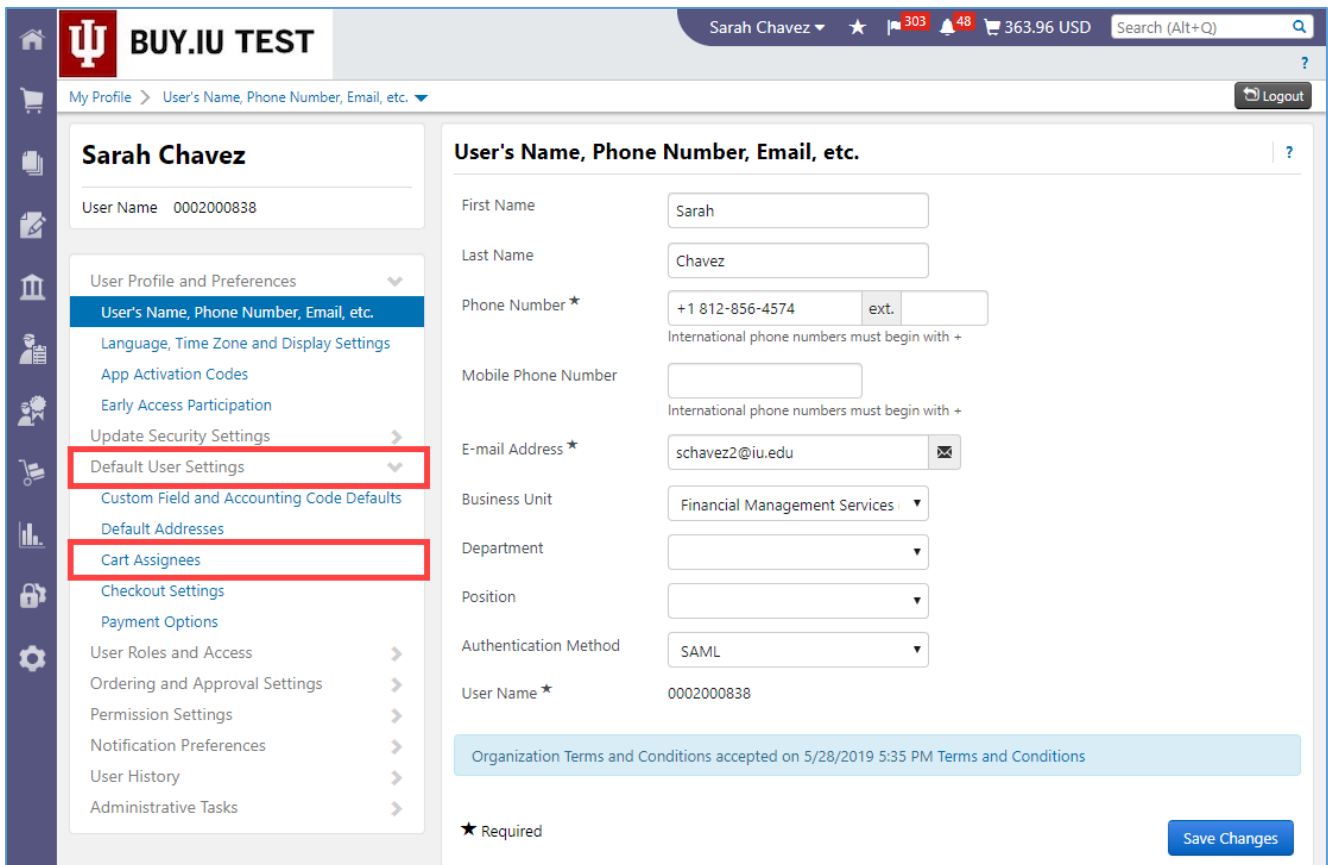 BUY.IU TEST
Sarah Chavez
303
48
363.96 USD
Search (Alt+Q)
?
My Profile
User's Name, Phone Number, Email, etc.
Logout
Sarah Chavez
User Name 0002000838
User Profile and Preferences
User's Name, Phone Number, Email, etc.
Language, Time Zone and Display Settings
App Activation Codes
Early Access Participation
Update Security Settings
Default User Settings
Custom Field and Accounting Code Defaults
Default Addresses
Cart Assignees
Checkout Settings
Payment Options
User Roles and Access
Ordering and Approval Settings
Permission Settings
Notification Preferences
User History
Administrative Tasks
User's Name, Phone Number, Email, etc.
?
First Name
Sarah
Last Name
Chavez
Phone Number ★
+1 812-856-4574
ext.
International phone numbers must begin with +
Mobile Phone Number
International phone numbers must begin with +
E-mail Address ★
schavez2@iu.edu
Business Unit
Financial Management Services
Department
Position
Authentication Method
SAML
User Name ★
0002000838
Organization Terms and Conditions accepted on 5/28/2019 5:35 PM Terms and Conditions
★ Required
Save Changes